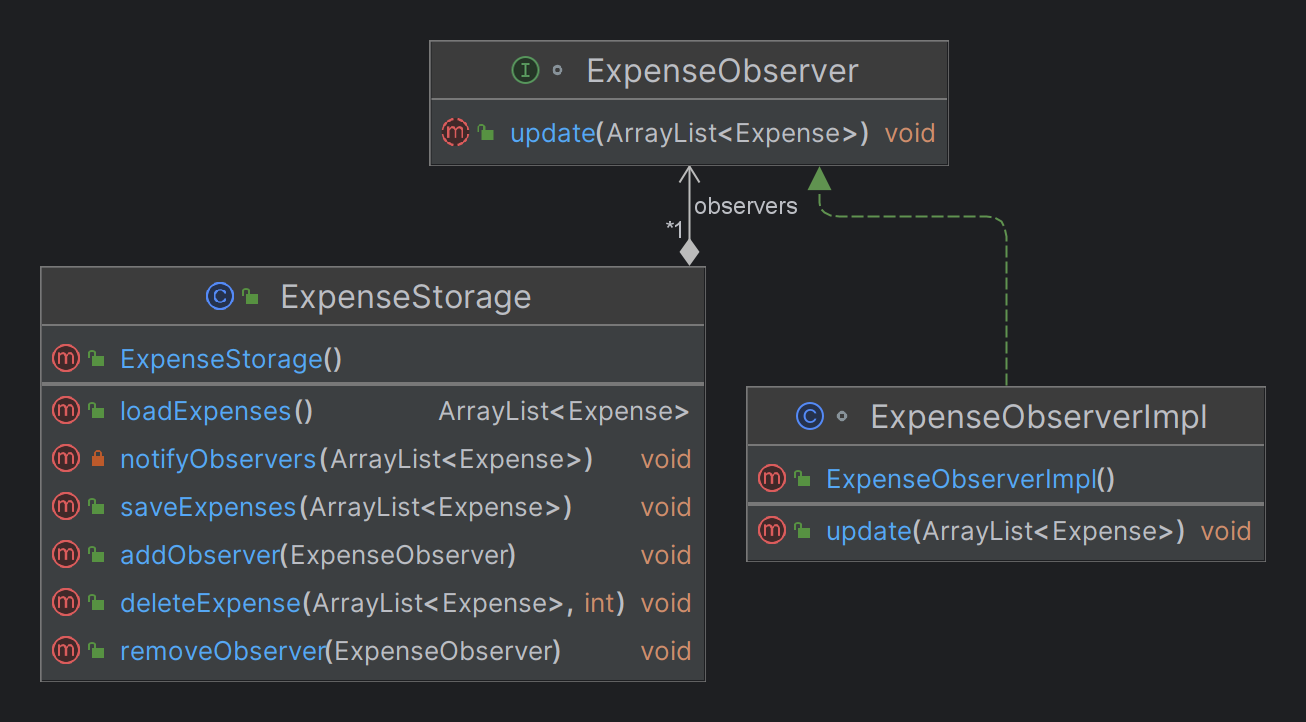 I ExpenseObserver
m update(ArrayList<Expense>) void
observers
*1
C ExpenseStorage
m ExpenseStorage()
m loadExpenses() ArrayList<Expense>
m notifyObservers(ArrayList<Expense>) void
m saveExpenses(ArrayList<Expense>) void
m addObserver(ExpenseObserver) void
m deleteExpense(ArrayList<Expense>, int) void
m removeObserver(ExpenseObserver) void
C ExpenseObserverImpl
m ExpenseObserverImpl()
m update(ArrayList<Expense>) void